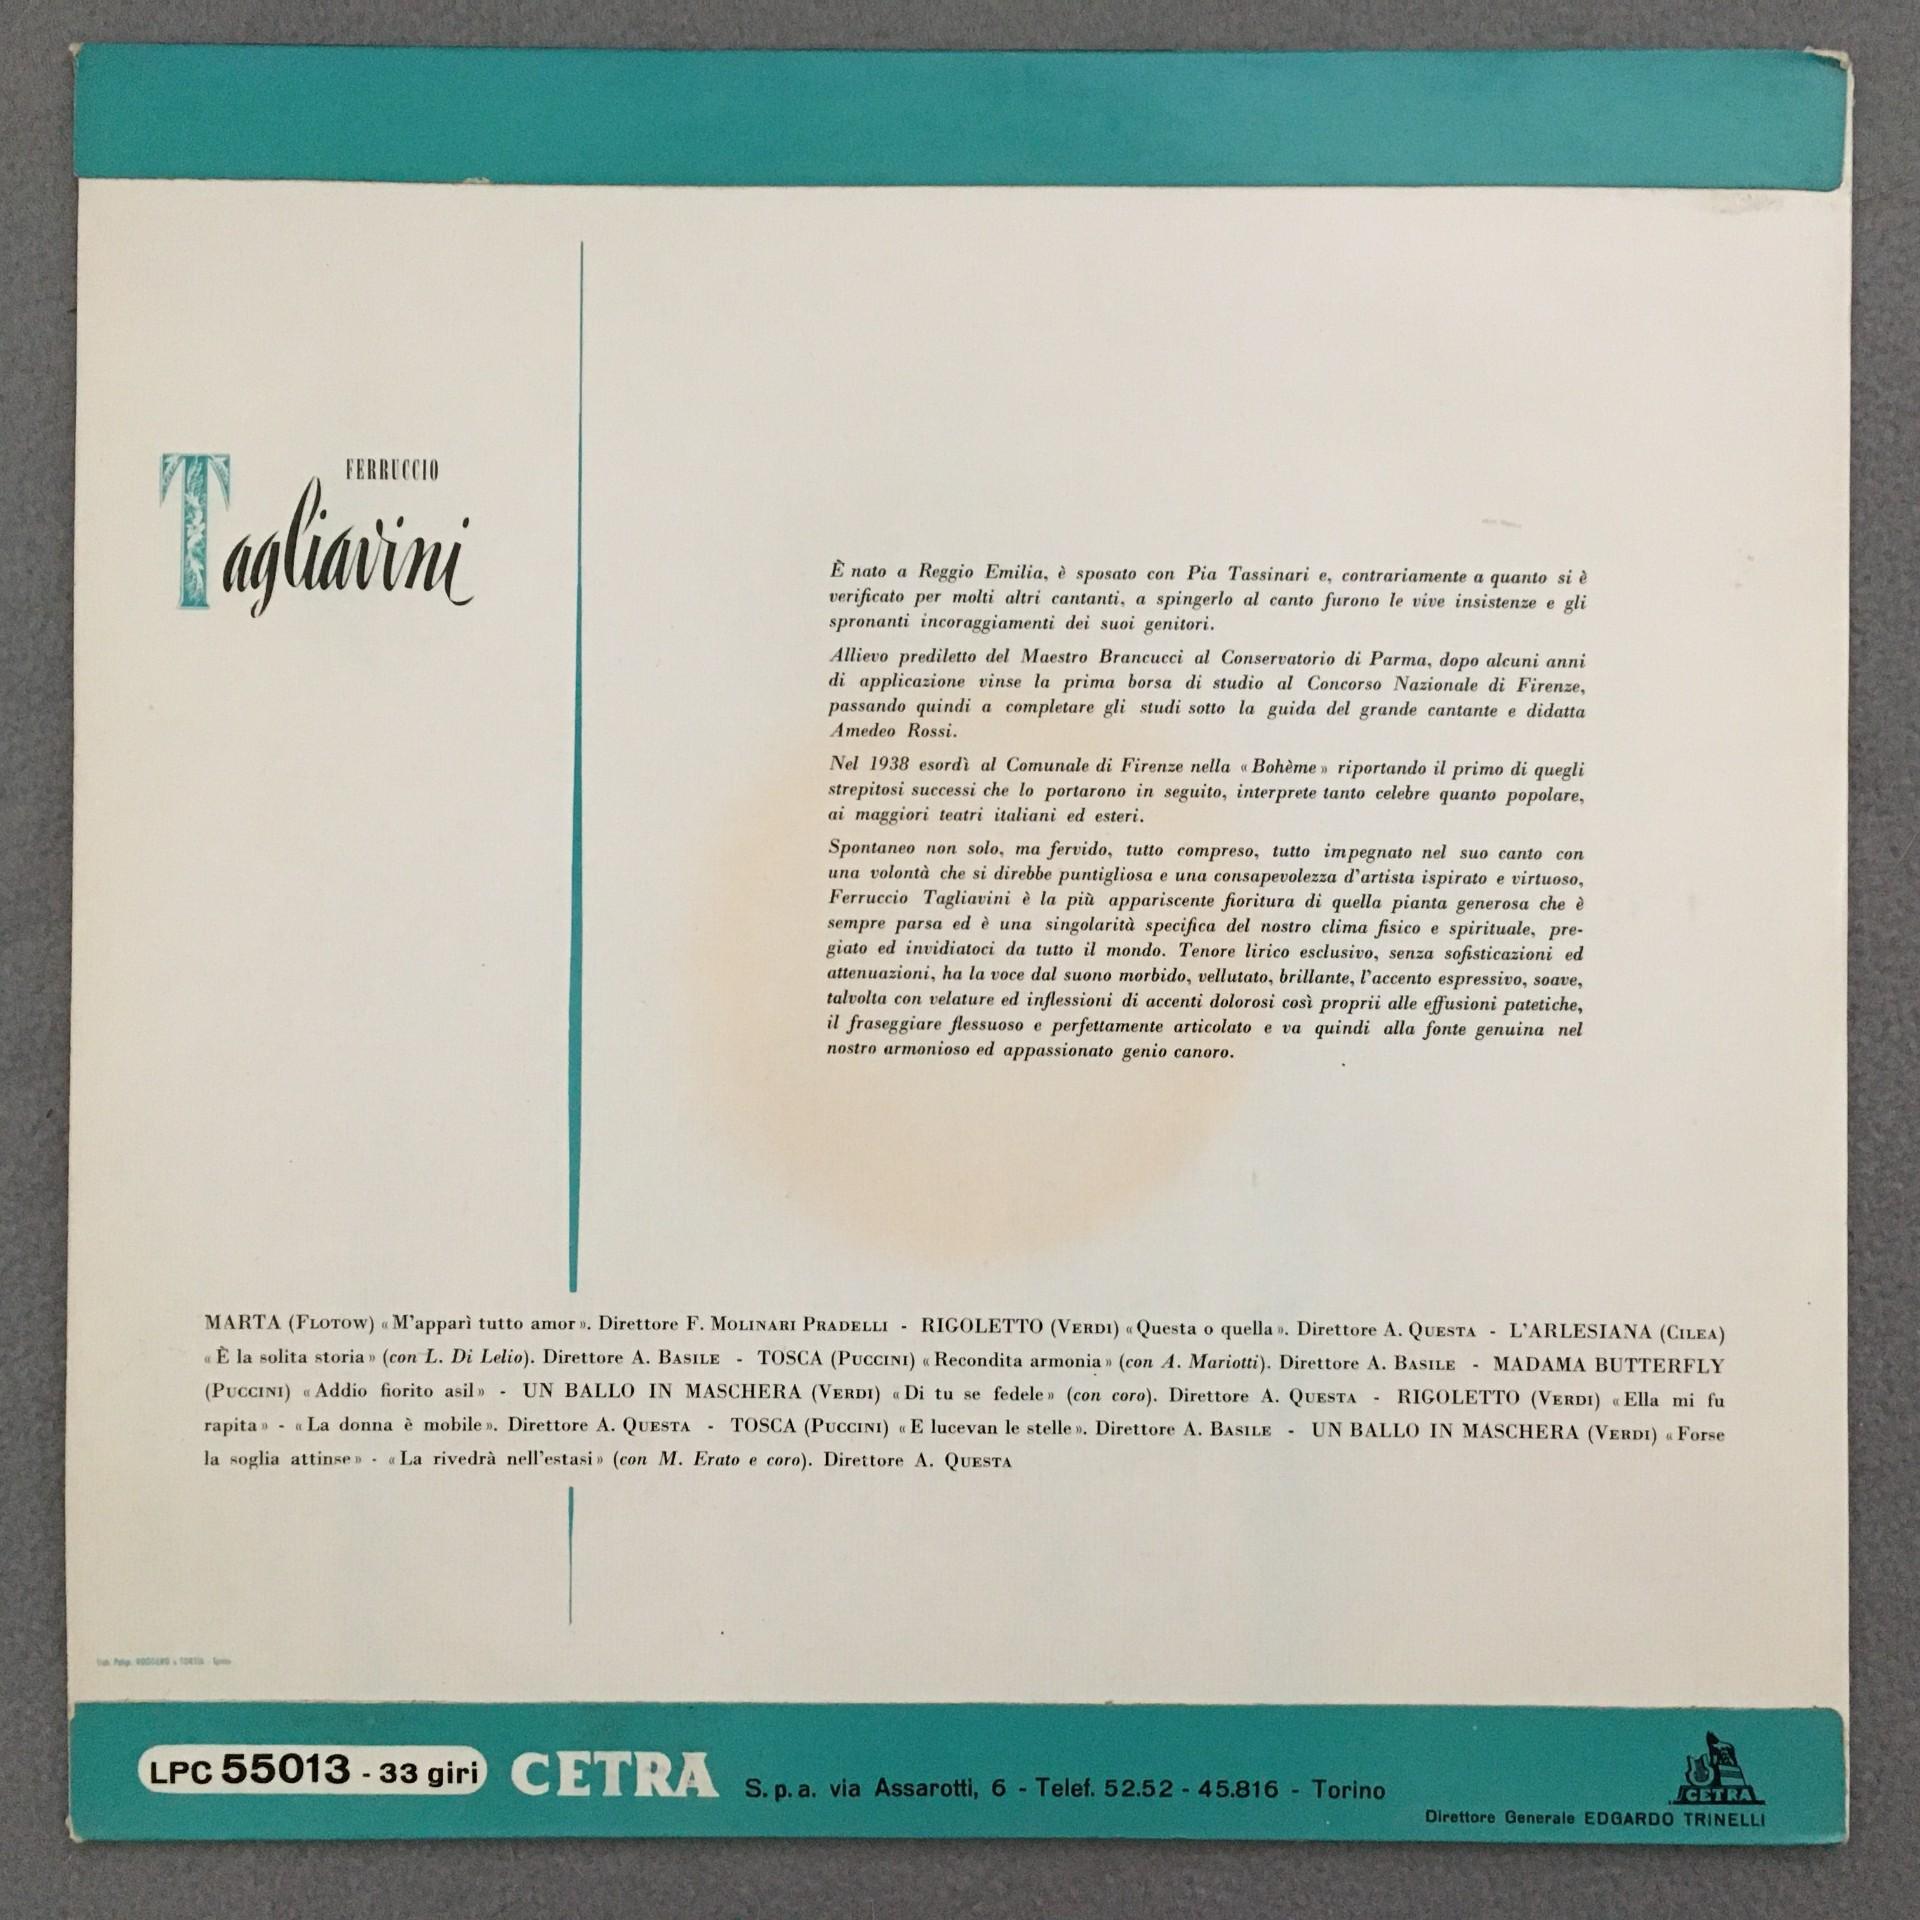 FERRUCCIO
Tagliavini
È nato a Reggio Emilia, è sposato con Pia Tassinari e, contrariamente a quanto si è
verificato per molti altri cantanti, a spingerlo al canto furono le vive insistenze e gli
spronanti incoraggiamenti dei suoi genitori.
Allievo prediletto del Maestro Brancucci al Conservatorio di Parma, dopo alcuni anni
di applicazione vinse la prima borsa di studio al Concorso Nazionale di Firenze,
passando quindi a completare gli studi sotto la guida del grande cantante e didatta
Amedeo Rossi.
Nel 1938 esordì al Comunale di Firenze nella «Bohème» riportando il primo di quegli
strepitosi successi che lo portarono in seguito, interprete tanto celebre quanto popolare,
ai maggiori teatri italiani ed esteri.
Spontaneo non solo, ma fervido, tutto compreso, tutto impegnato nel suo canto con
una volontà che si direbbe puntigliosa e una consapevolezza d'artista ispirato e virtuoso,
Ferruccio Tagliavini è la più appariscente fioritura di quella pianta generosa che è
sempre parsa ed è una singolarità specifica del nostro clima fisico e spirituale, pre-
giato ed invidiatoci da tutto il mondo. Tenore lirico esclusivo, senza sofisticazioni ed
attenuazioni, ha la voce dal suono morbido, vellutato, brillante, l'accento espressivo, soave,
talvolta con velature ed inflessioni di accenti dolorosi così proprii alle effusioni patetiche,
il fraseggiare flessuoso e perfettamente articolato e va quindi alla fonte genuina nel
nostro armonioso ed appassionato genio canoro.
MARTA (FLOTOW) «M'apparì tutto amor». Direttore F. MOLINARI PRADELLI - RIGOLETTO (VERDI) «Questa o quella». Direttore A. QUESTA - L'ARLESIANA (CILEA)
«È la solita storia» (con L. Di Lelio). Direttore A. BASILE - TOSCA (PUCCINI) «Recondita armonia» (con A. Mariotti). Direttore A. BASILE - MADAMA BUTTERFLY
(PUCCINI) «Addio fiorito asil» - UN BALLO IN MASCHERA (VERDI) «Di tu se fedele» (con coro). Direttore A. QUESTA - RIGOLETTO (VERDI) «Ella mi fu
rapita» - «La donna è mobile». Direttore A. QUESTA - TOSCA (PUCCINI) «E lucevan le stelle». Direttore A. BASILE - UN BALLO IN MASCHERA (VERDI) «Forse
la soglia attinse» - «La rivedrà nell'estasi» (con M. Erato e coro). Direttore A. QUESTA
LPC 55013 - 33 giri CETRA S.p.a. via Assarotti, 6 - Telef. 52.52 - 45.816 - Torino
CETRA
Direttore Generale EDGARDO TRINELLI